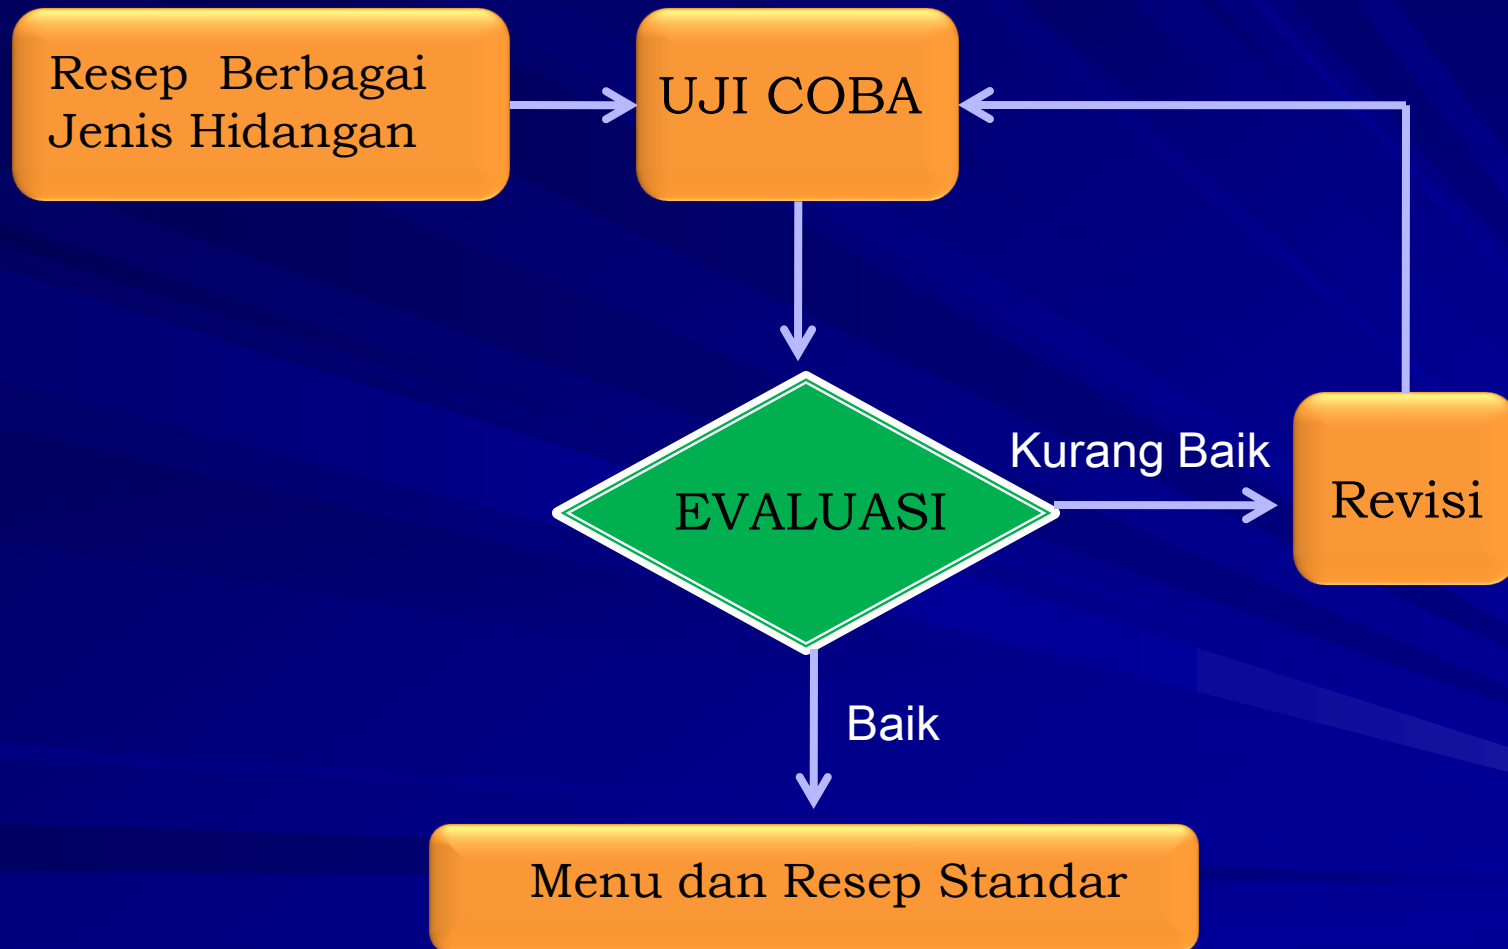 Resep Berbagai
Jenis Hidangan
UJI COBA
EVALUASI
Kurang Baik
Revisi
Baik
Menu dan Resep Standar